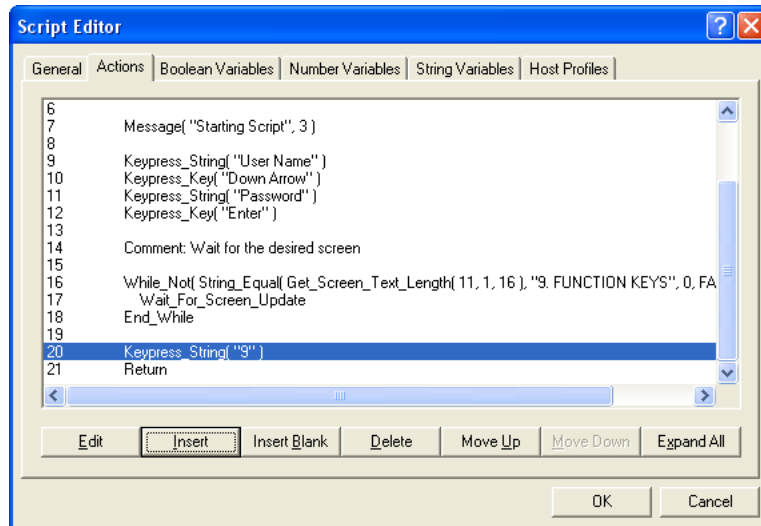 Script Editor
General Actions Boolean Variables Number Variables String Variables Host Profiles
6
7 Message( "Starting Script", 3 )
8
9 Keypress_String( "User Name" )
10 Keypress_Key( "Down Arrow" )
11 Keypress_String( "Password" )
12 Keypress_Key( "Enter" )
13
14 Comment: Wait for the desired screen
15
16 While_Not( String_Equal( Get_Screen_Text_Length( 11, 1, 16 ), "9. FUNCTION KEYS", 0, FA
17 Wait_For_Screen_Update
18 End_While
19
20 Keypress_String( "9" )
21 Return
Edit Insert Insert Blank Delete Move Up Move Down Expand All
OK Cancel